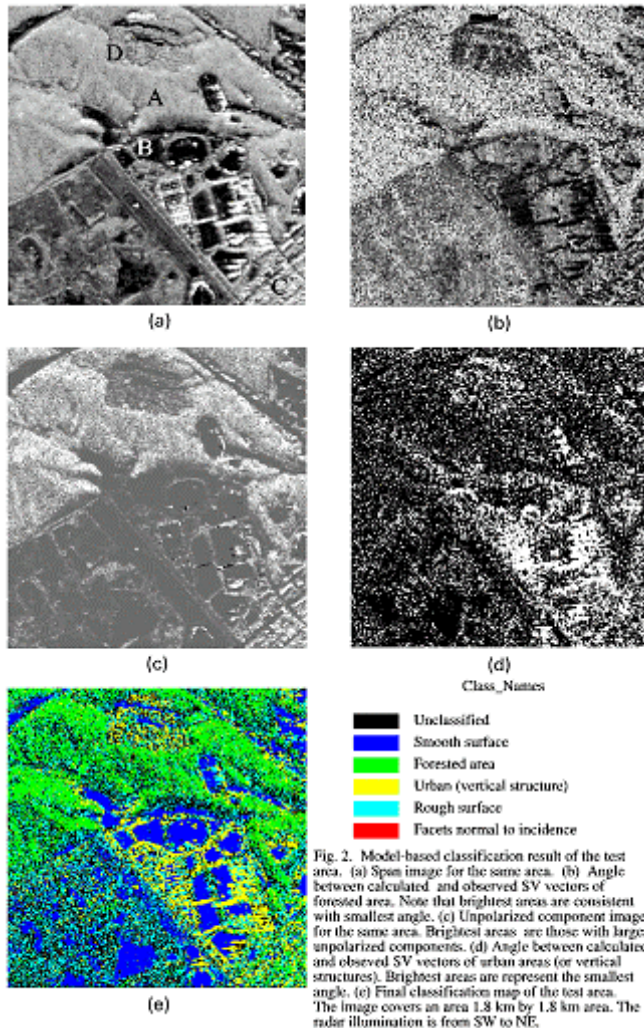 D
A
B
C
(a)
(b)
(c)
(d)
Class_Names
Unclassified
Smooth surface
Forested area
Urban (vertical structure)
Rough surface
Facets normal to incidence
(e)
Fig. 2. Model-based classification result of the test
area. (a) Span image for the same area. (b) Angle
between calculated and observed SV vectors of
forested area. Note that brightest areas are consistent
with smallest angle. (c) Unpolarized component image
for the same area. Brightest areas are those with large
unpolarized components. (d) Angle between calculated
and obseved SV vectors of urban areas (or vertical
structures). Brightest areas are represent the smallest
angle. (e) Final classification map of the test area.
The image covers an area 1.8 km by 1.8 km area. The
radar illumination is from SW to NE.